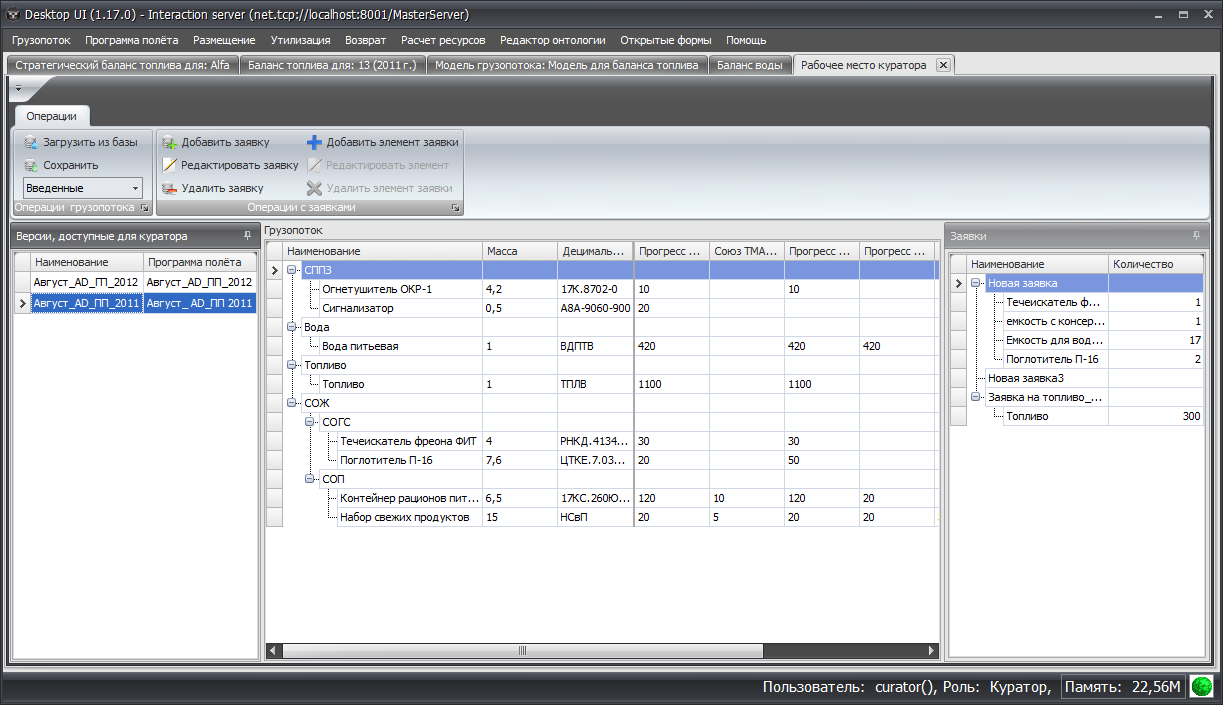 Desktop UI (1.17.0) - Interaction server (net.tcp://localhost:8001/MasterServer)
Грузопоток Программа полёта Размещение Утилизация Возврат Расчет ресурсов Редактор онтологии Открытые формы Помощь
Стратегический баланс топлива для: Alfa Баланс топлива для: 13 (2011 г.) Модель грузопотока: Модель для баланса топлива Баланс воды Рабочее место куратора
Операции
Загрузить из базы Добавить заявку Добавить элемент заявки
Сохранить Редактировать заявку Редактировать элемент
Введенные Удалить заявку Удалить элемент заявки
Операции грузопотока Операции с заявками
Версии, доступные для куратора
Наименование Программа полёта
Август_AD_ГП_2012 Август_AD_ПП_2012
Август_AD_ПП_2011 Август_ AD_ПП 2011
Грузопоток
Наименование Масса Децималь... Прогресс ... Союз ТМА... Прогресс ... Прогресс ...
СППЗ
Огнетушитель ОКР-1 4,2 17К.8702-0 10 10
Сигнализатор 0,5 А8А-9060-900 20
Вода
Вода питьевая 1 ВДПТВ 420 420 420
Топливо
Топливо 1 ТПЛВ 1100 1100
СОЖ
СОГС
Течеискатель фреона ФИТ 4 РНКД.4134... 30 30
Поглотитель П-16 7,6 ЦТКЕ.7.03... 20 50
СОП
Контейнер рационов пит... 6,5 17КС.260Ю... 120 10 120 20
Набор свежих продуктов 15 НСвП 20 5 20 20
Заявки
Наименование Количество
Новая заявка
Течеискатель ф... 1
емкость с консер... 1
Емкость для вод... 17
Поглотитель П-16 2
Новая заявка3
Заявка на топливо_...
Топливо 300
Пользователь: curator(), Роль: Куратор, Память: 22,56M